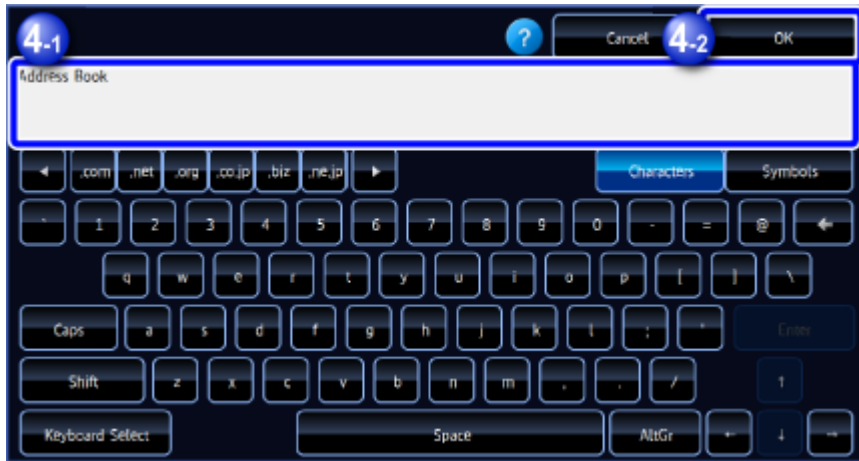 4-1 ? Cancel 4-2 OK
Address Book
◄ .com .net .org .co.jp .biz .ne.jp ► Characters Symbols
` 1 2 3 4 5 6 7 8 9 0 - = @ ←
q w e r t y u i o p [ ] \
Caps a s d f g h j k l ; ' Enter
Shift z x c v b n m , . / ↑
Keyboard Select Space AltGr ← ↓ →